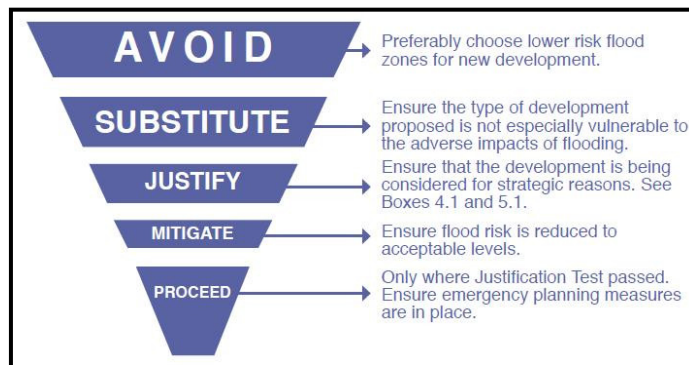 AVOID
Preferably choose lower risk flood
zones for new development.
SUBSTITUTE
Ensure the type of development
proposed is not especially vulnerable to
the adverse impacts of flooding.
JUSTIFY
Ensure that the development is being
considered for strategic reasons. See
Boxes 4.1 and 5.1.
MITIGATE
Ensure flood risk is reduced to
acceptable levels.
PROCEED
Only where Justification Test passed.
Ensure emergency planning measures
are in place.